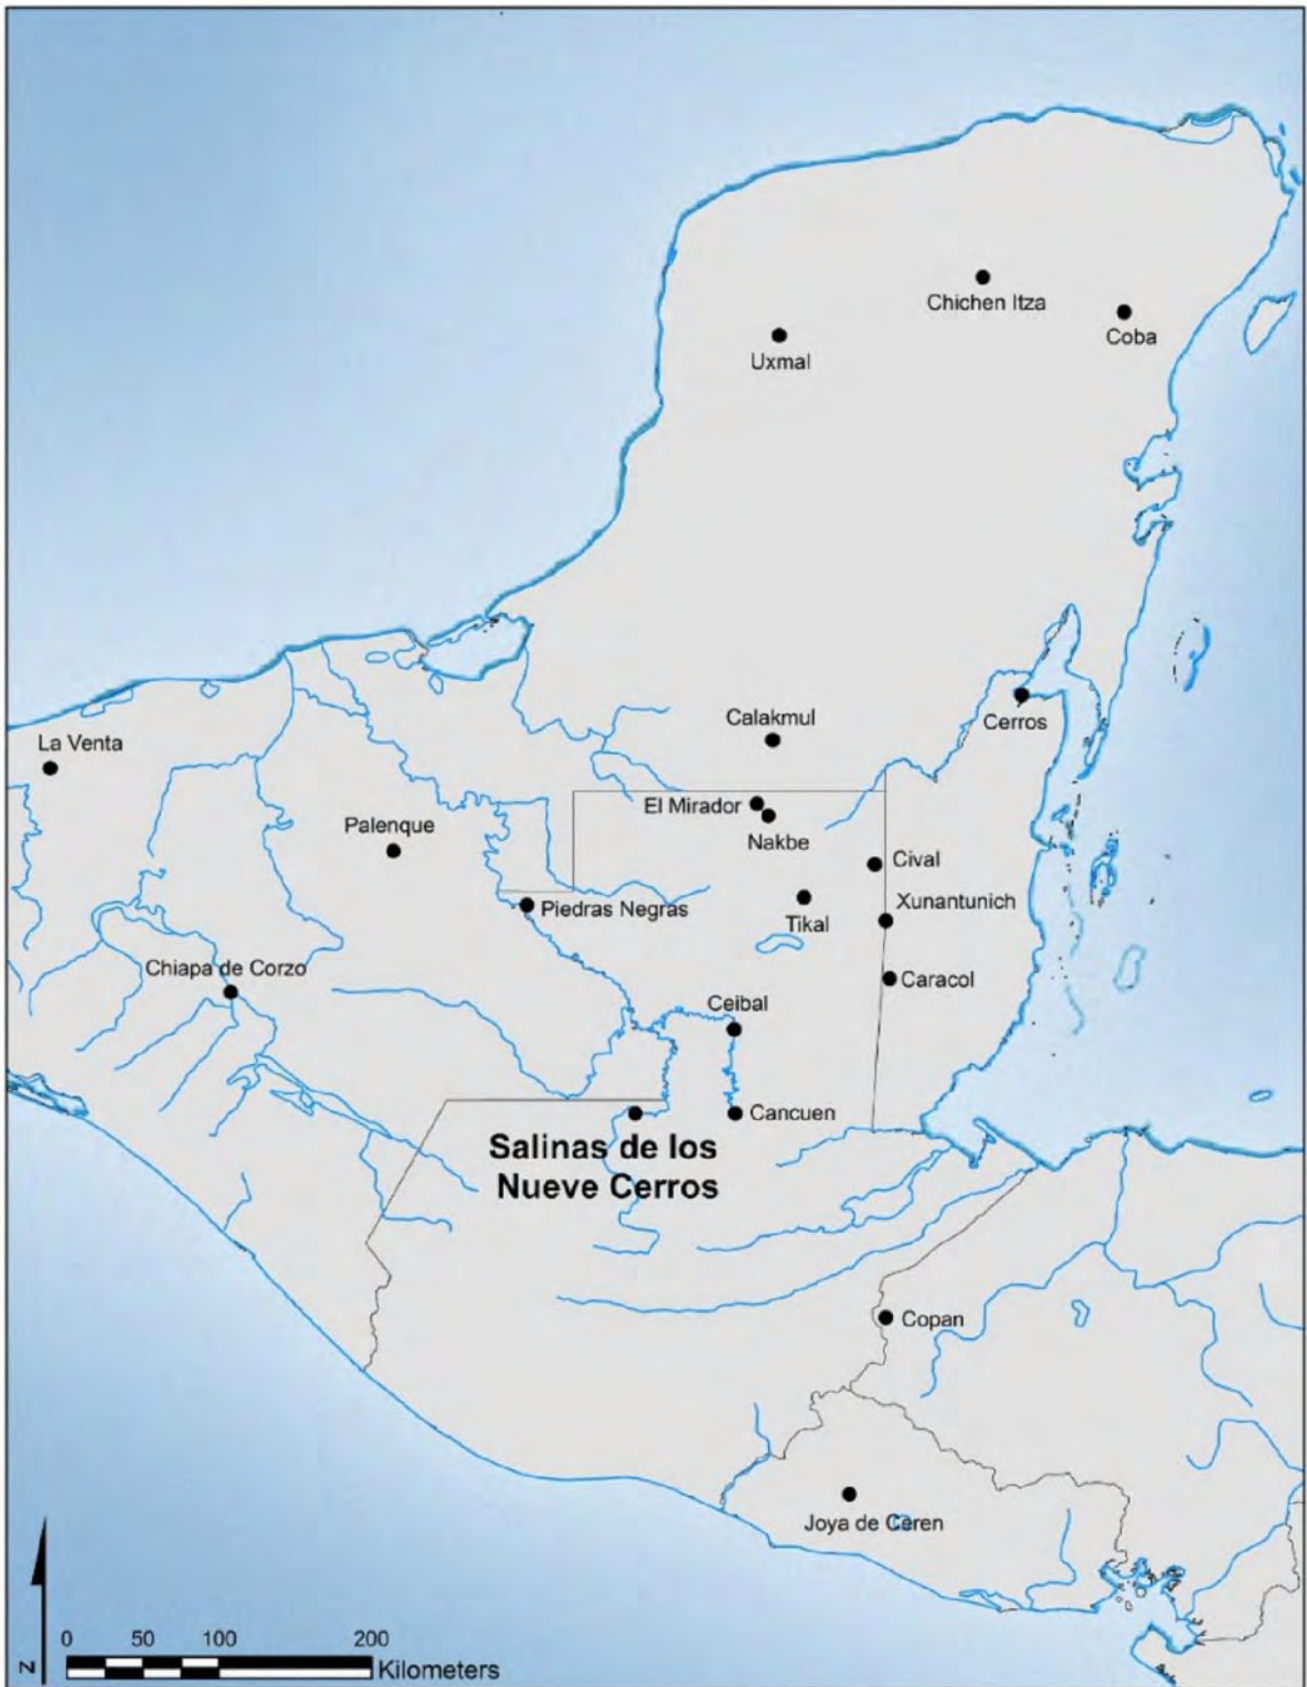 Chichen Itza
Coba
Uxmal
Calakmul
Cerros
La Venta
El Mirador
Nakbe
Palenque
Cival
Xunantunich
Piedras Negras
Tikal
Chiapa de Corzo
Caracol
Ceibal
Cancuen
Salinas de los
Nueve Cerros
Copan
Joya de Ceren
0 50 100 200
Kilometers
N